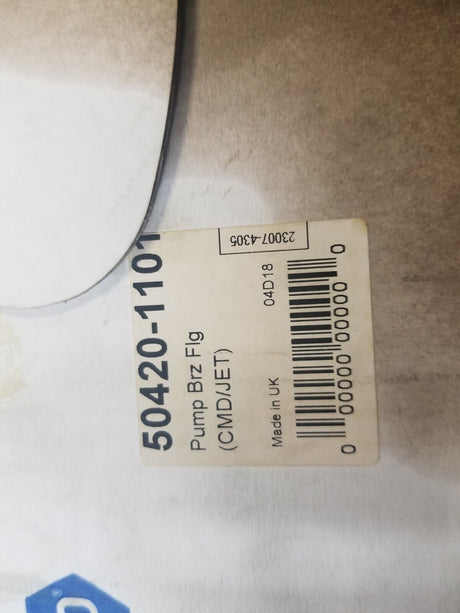 50420-1101
Pump Brz Flg
(CMD/JET)
Made in UK
04D18
23007-4305
0 00000 00000 0